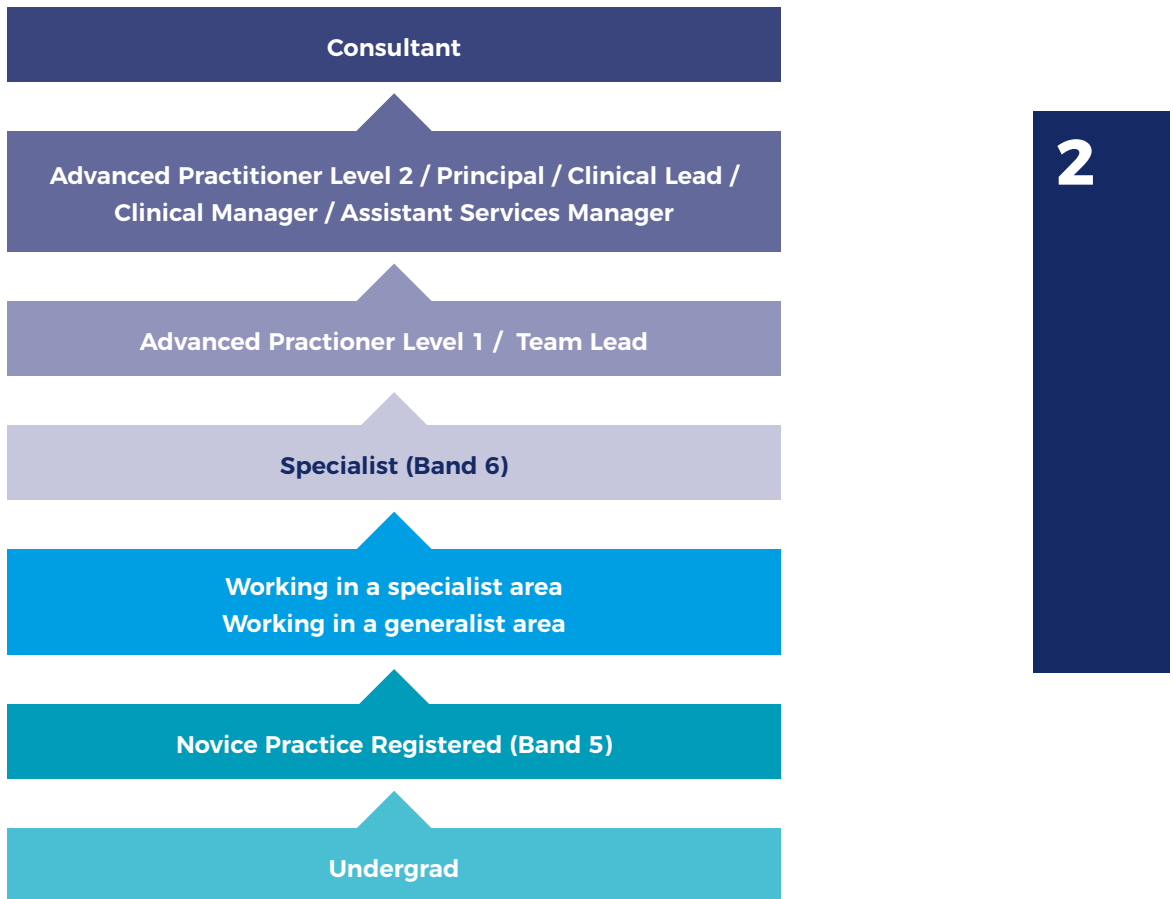 Consultant
Advanced Practitioner Level 2 / Principal / Clinical Lead /
Clinical Manager / Assistant Services Manager
Advanced Practioner Level 1 / Team Lead
Specialist (Band 6)
Working in a specialist area
Working in a generalist area
Novice Practice Registered (Band 5)
Undergrad
2